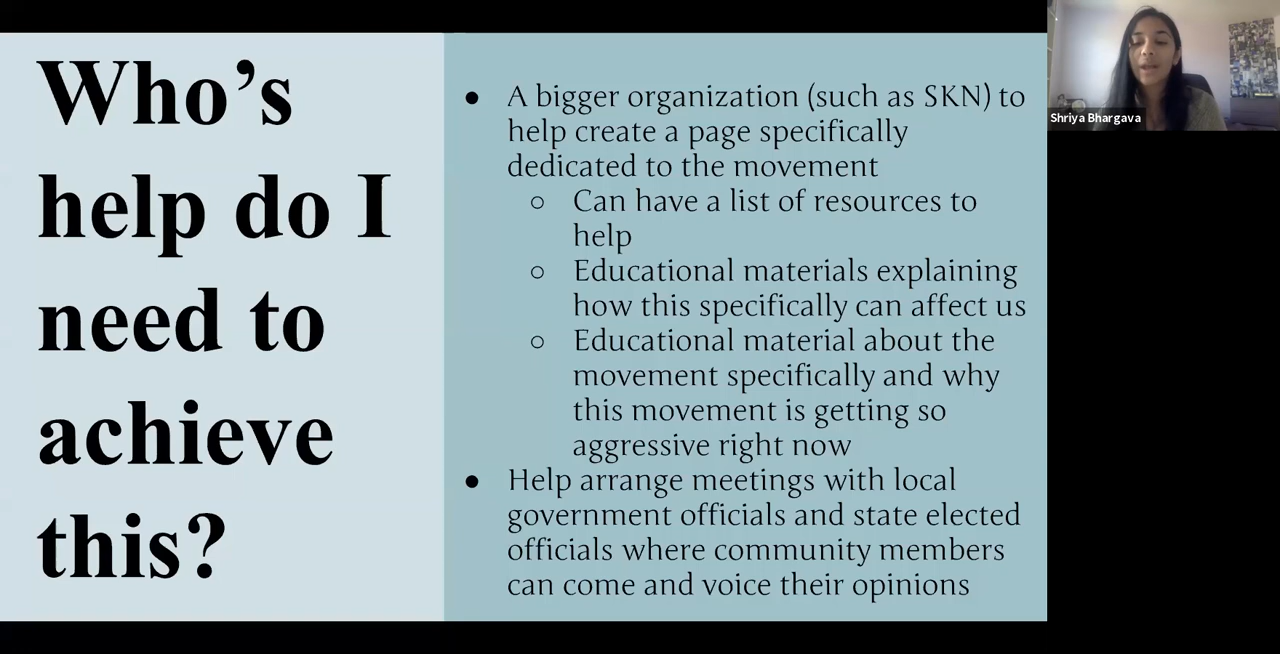 Who's
help do I
need to
achieve
this?
● A bigger organization (such as SKN) to
help create a page specifically
dedicated to the movement
○ Can have a list of resources to
help
○ Educational materials explaining
how this specifically can affect us
○ Educational material about the
movement specifically and why
this movement is getting so
aggressive right now
● Help arrange meetings with local
government officials and state elected
officials where community members
can come and voice their opinions
Shriya Bhargava